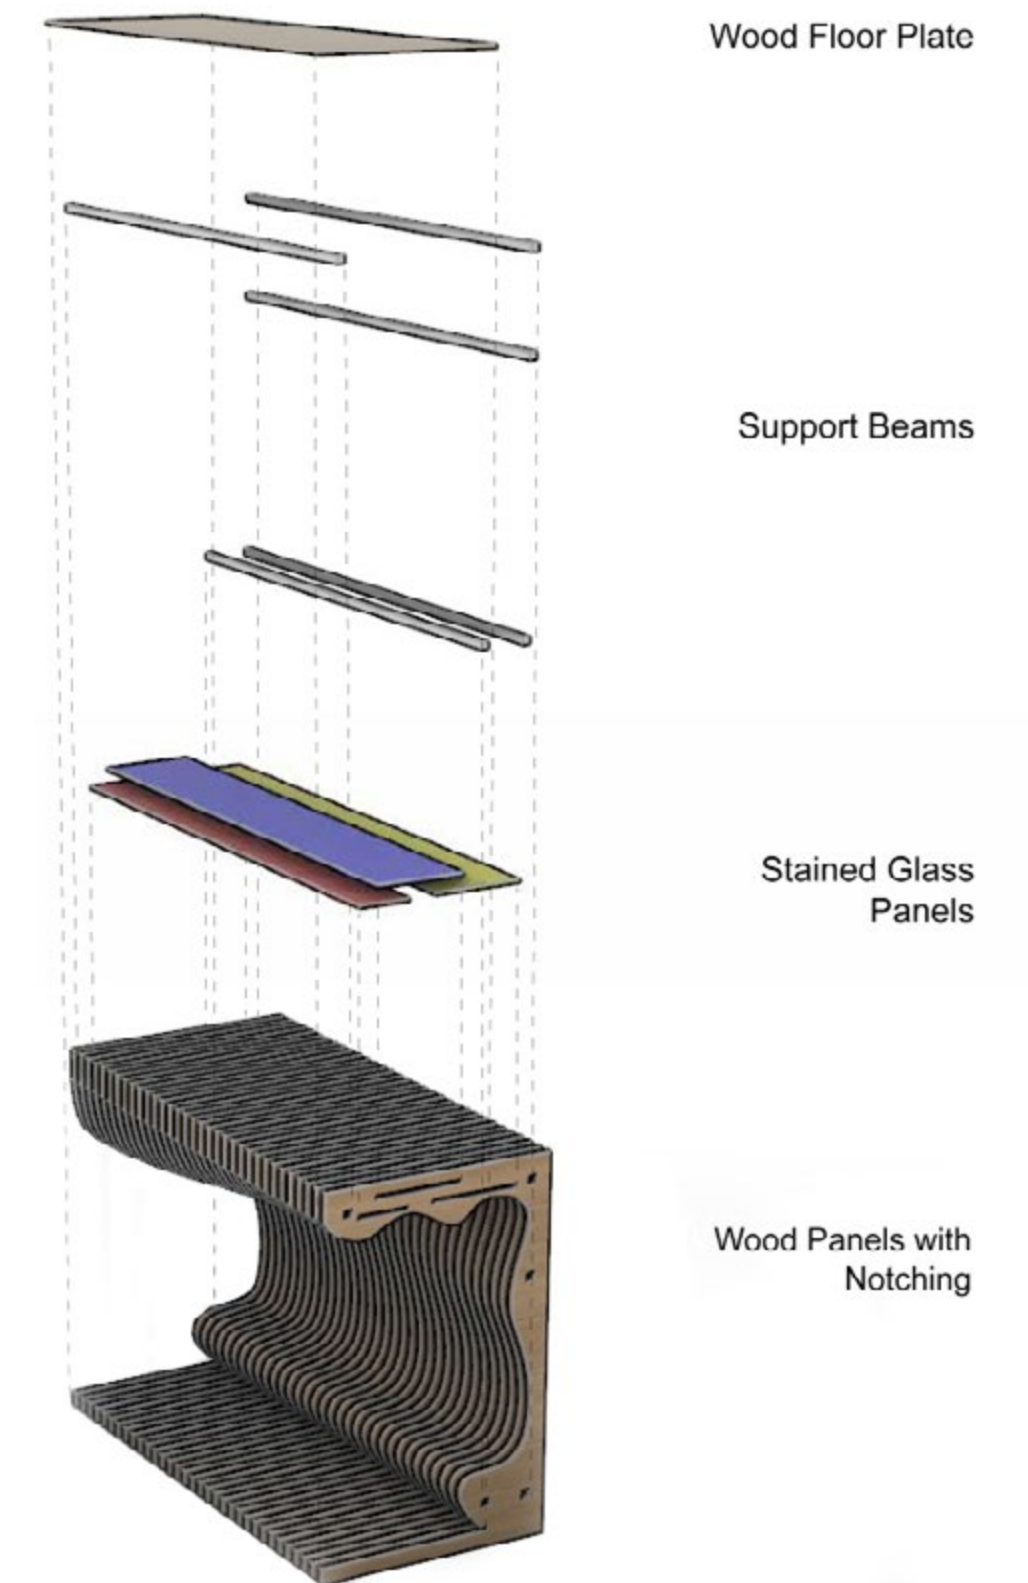 Wood Floor Plate
Support Beams
Stained Glass
Panels
Wood Panels with
Notching